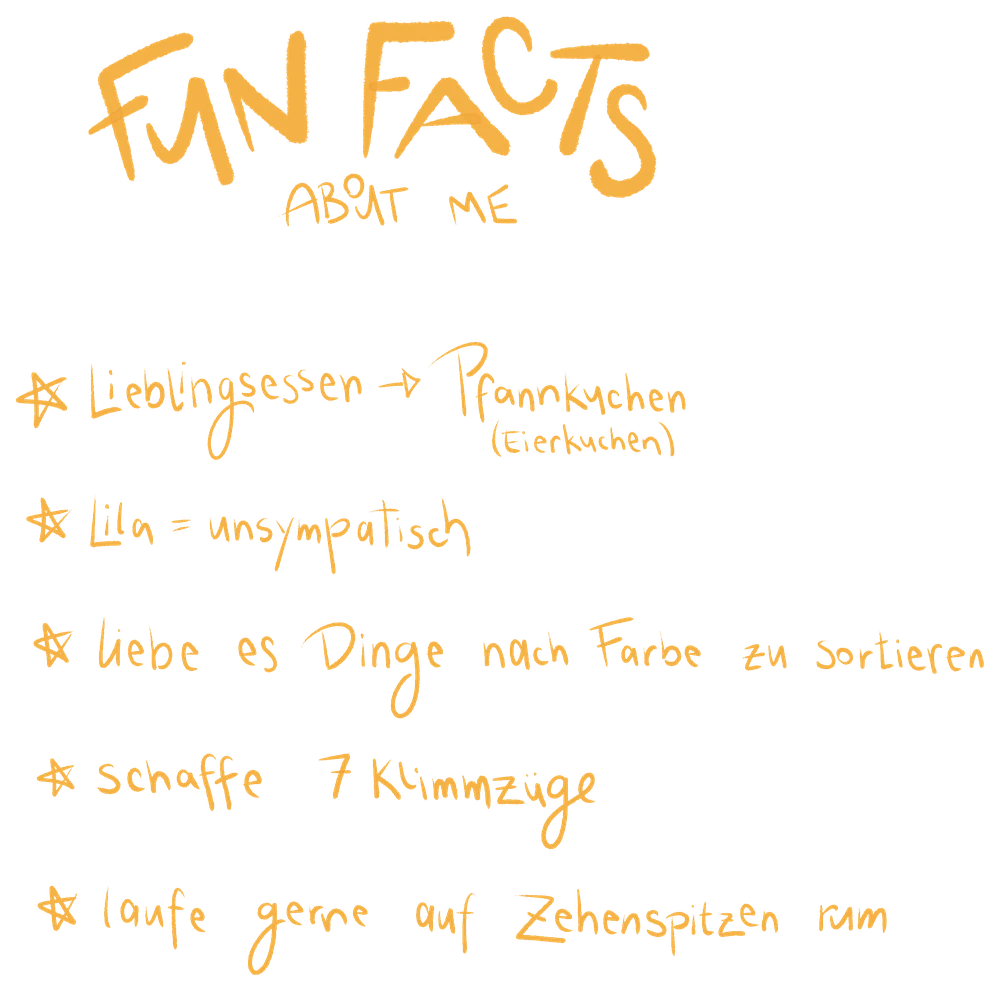 FUN FACTS
ABOUT ME
Lieblingsessen → Pfannkuchen
(Eierkuchen)
Lila = unsympatisch
liebe es Dinge nach Farbe zu sortieren
schaffe 7 Klimmzüge
laufe gerne auf Zehenspitzen rum